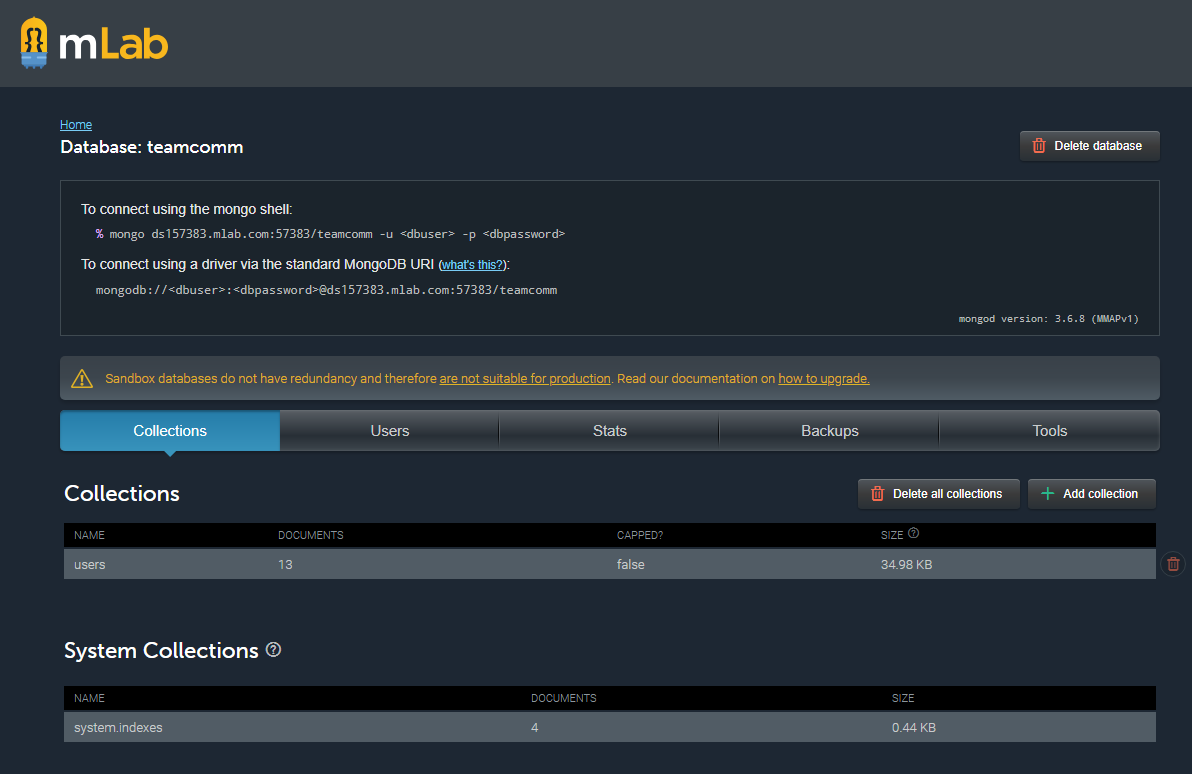 mLab
Home
Database: teamcomm
Delete database
To connect using the mongo shell:
% mongo ds157383.mlab.com:57383/teamcomm -u <dbuser> -p <dbpassword>
To connect using a driver via the standard MongoDB URI (what's this?):
mongodb://<dbuser>:<dbpassword>@ds157383.mlab.com:57383/teamcomm
mongod version: 3.6.8 (MMAPv1)
Sandbox databases do not have redundancy and therefore are not suitable for production. Read our documentation on how to upgrade.
Collections Users Stats Backups Tools
Collections
Delete all collections Add collection
NAME DOCUMENTS CAPPED? SIZE ?
users 13 false 34.98 KB
System Collections ?
NAME DOCUMENTS SIZE
system.indexes 4 0.44 KB